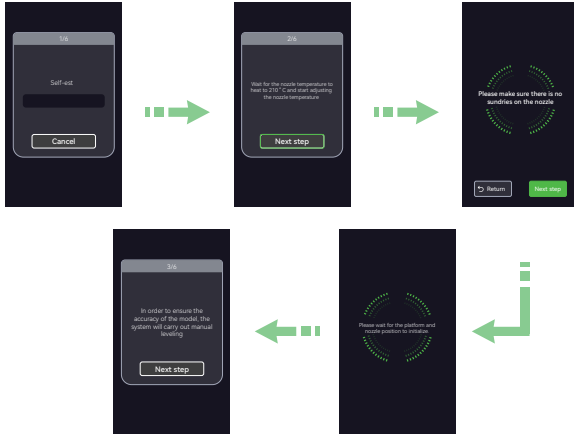 1/6
Self-est
Cancel
2/6
Wait for the nozzle temperature to
heat to 210°C and start adjusting
the nozzle temperature
Next step
Please make sure there is no
sundries on the nozzle
Return
Next step
Please wait for the platform and
nozzle position to initialize
3/6
In order to ensure the
accuracy of the model, the
system will carry out manual
leveling
Next step